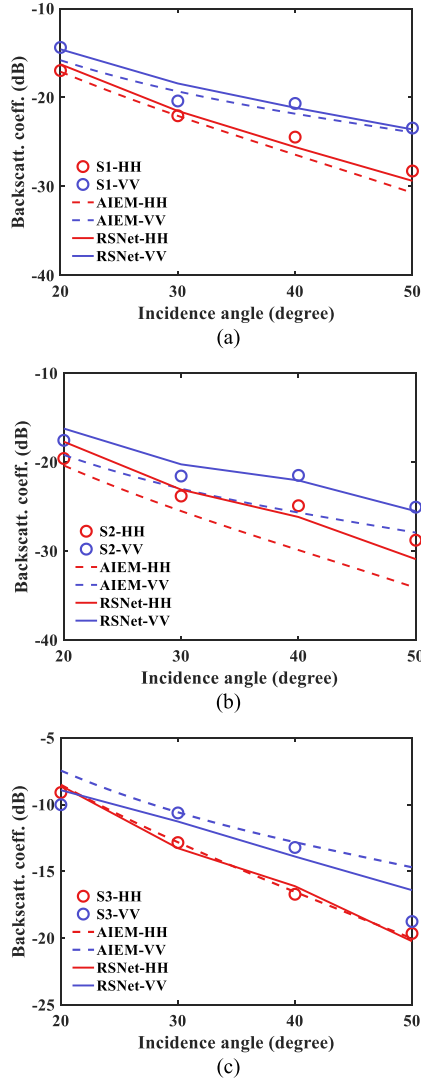 -10
-20
-30
-40
Backscatt. coeff. (dB)
S1-HH
S1-VV
AIEM-HH
AIEM-VV
RSNet-HH
RSNet-VV
20 30 40 50
Incidence angle (degree)
(a)
-10
-20
-30
-40
Backscatt. coeff. (dB)
S2-HH
S2-VV
AIEM-HH
AIEM-VV
RSNet-HH
RSNet-VV
20 30 40 50
Incidence angle (degree)
(b)
-5
-10
-15
-20
-25
Backscatt. coeff. (dB)
S3-HH
S3-VV
AIEM-HH
AIEM-VV
RSNet-HH
RSNet-VV
20 30 40 50
Incidence angle (degree)
(c)